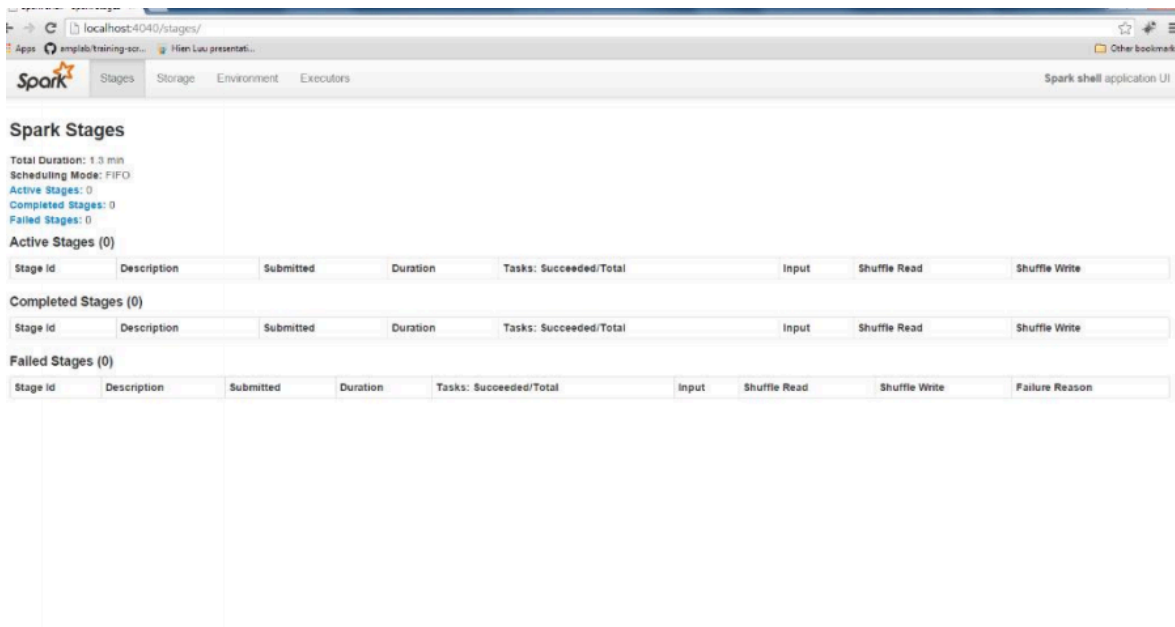 localhost:4040/stages/
Apps amplab/training-scr... Hien Luu presentati... Other bookmark
Spark Stages Storage Environment Executors Spark shell application UI
Spark Stages
Total Duration: 1.3 min
Scheduling Mode: FIFO
Active Stages: 0
Completed Stages: 0
Failed Stages: 0
Active Stages (0)
Stage Id Description Submitted Duration Tasks: Succeeded/Total Input Shuffle Read Shuffle Write
Completed Stages (0)
Stage Id Description Submitted Duration Tasks: Succeeded/Total Input Shuffle Read Shuffle Write
Failed Stages (0)
Stage Id Description Submitted Duration Tasks: Succeeded/Total Input Shuffle Read Shuffle Write Failure Reason